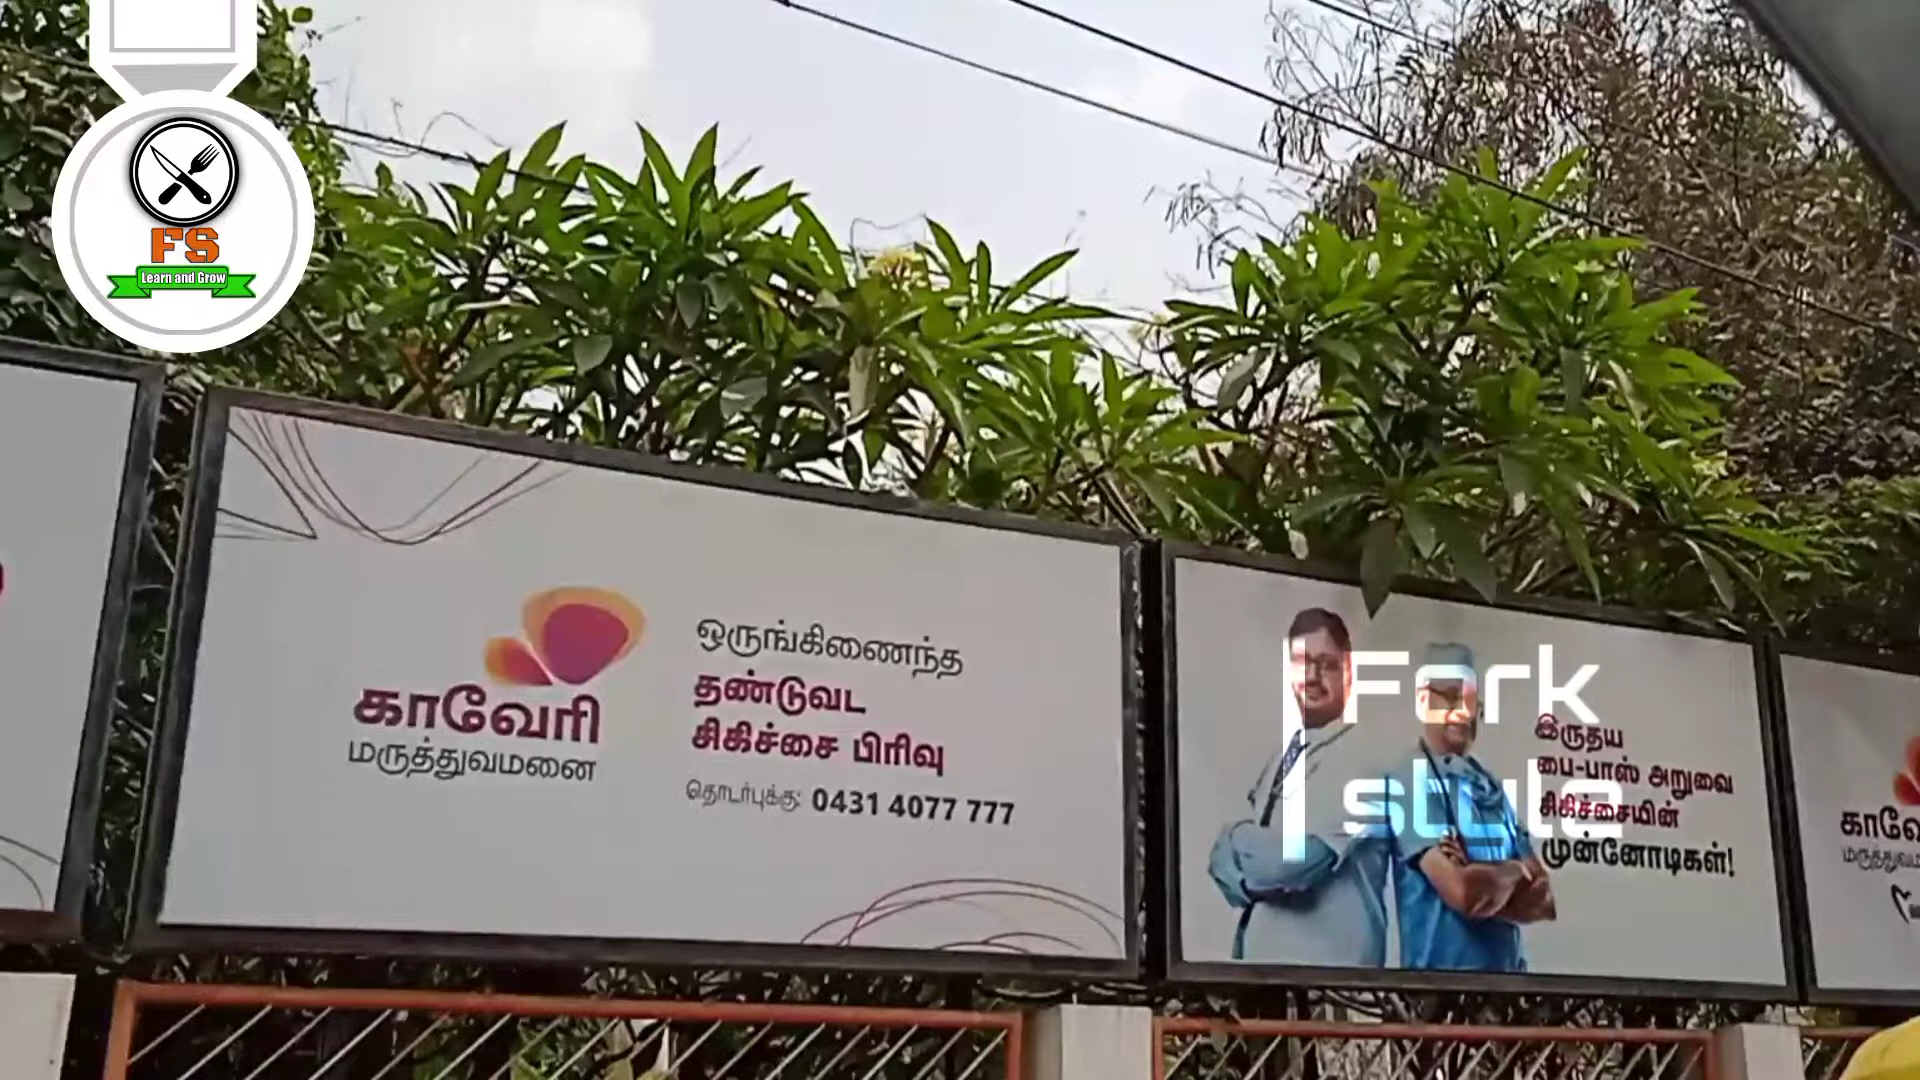 FS
Learn and Grow
காவேரி
மருத்துவமனை
ஒருங்கிணைந்த
தண்டுவட
சிகிச்சை பிரிவு
தொடர்புக்கு: 0431 4077 777
Fork
style
இருதய
பை-பாஸ் அறுவை
சிகிச்சையின்
முன்னோடிகள்!